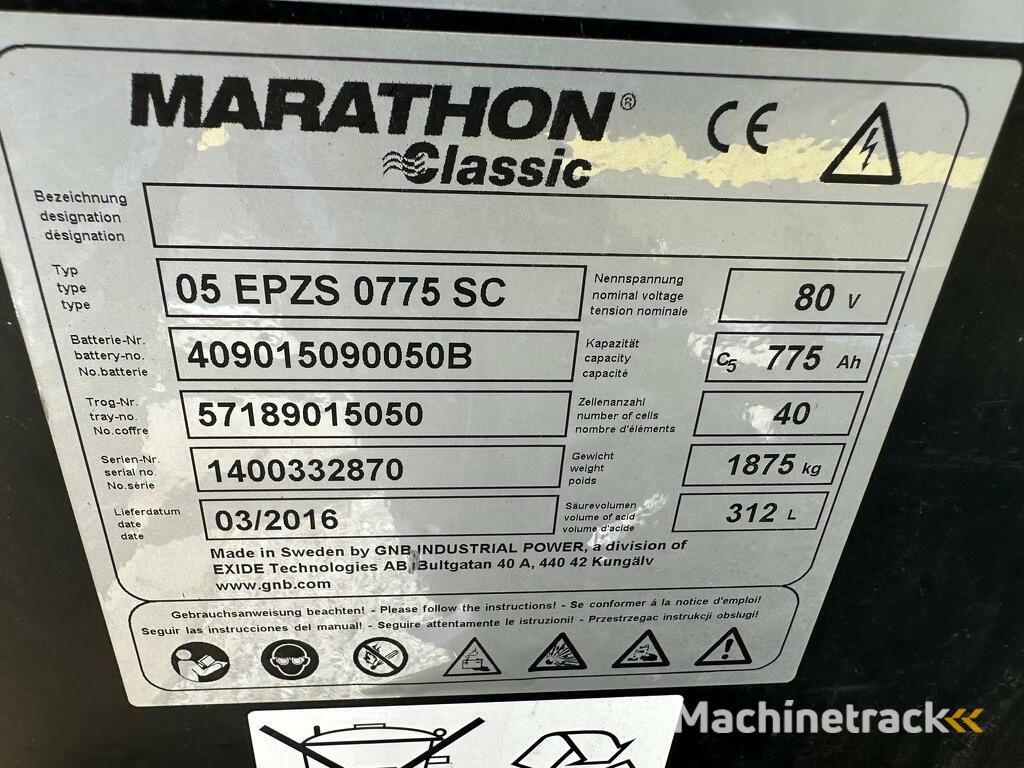 MARATHON®
Classic
CE
Bezeichnung
designation
désignation
Typ
type
type
05 EPZS 0775 SC
Nennspannung
nominal voltage
tension nominale
80 V
Batterie-Nr.
battery-no.
No.batterie
409015090050B
Kapazität
capacity
capacité
C5 775 Ah
Trog-Nr.
tray-no.
No.coffre
57189015050
Zellenanzahl
number of cells
nombre d'éléments
40
Serien-Nr.
serial no.
No.série
1400332870
Gewicht
weight
poids
1875 kg
Lieferdatum
date
date
03/2016
Säurevolumen
volume of acid
volume d'acide
312 L
Made in Sweden by GNB INDUSTRIAL POWER, a division of
EXIDE Technologies AB, Bultgatan 40 A, 440 42 Kungälv
www.gnb.com
Gebrauchsanweisung beachten! - Please follow the instructions! - Se conformer á la notice d'emploi!
Seguir las instrucciones del manual! - Seguire attentamente le istruzioni! - Przestrzegac instrukcji obslugi!
Machinetrack